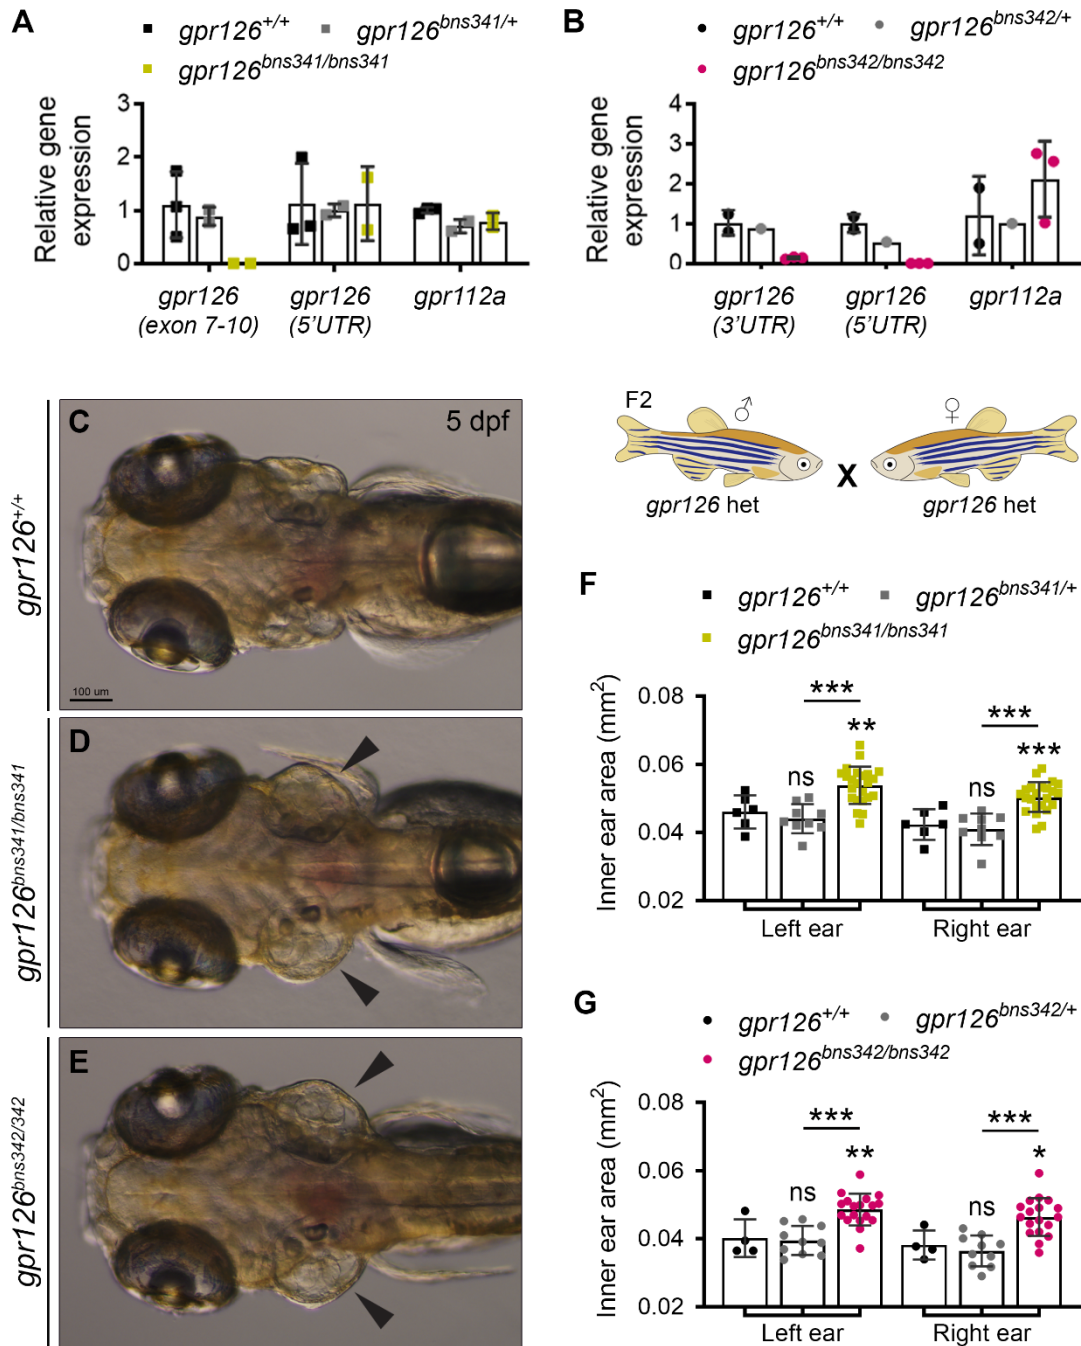 A
gpr126+/+
gpr126bns341/+
gpr126bns341/bns341
Relative gene expression
3
2
1
0
gpr126 (exon 7-10)
gpr126 (5'UTR)
gpr112a
B
gpr126+/+
gpr126bns342/+
gpr126bns342/bns342
Relative gene expression
4
3
2
1
0
gpr126 (3'UTR)
gpr126 (5'UTR)
gpr112a
C
5 dpf
gpr126+/+
100 um
D
gpr126bns341/bns341
E
gpr126bns342/342
F2
♂
♀
X
gpr126 het
gpr126 het
F
gpr126+/+
gpr126bns341/+
gpr126bns341/bns341
Inner ear area (mm2)
0.08
0.06
0.04
0.02
***
**
ns
***
***
ns
Left ear
Right ear
G
gpr126+/+
gpr126bns342/+
gpr126bns342/bns342
Inner ear area (mm2)
0.08
0.06
0.04
0.02
***
**
ns
***
*
ns
Left ear
Right ear